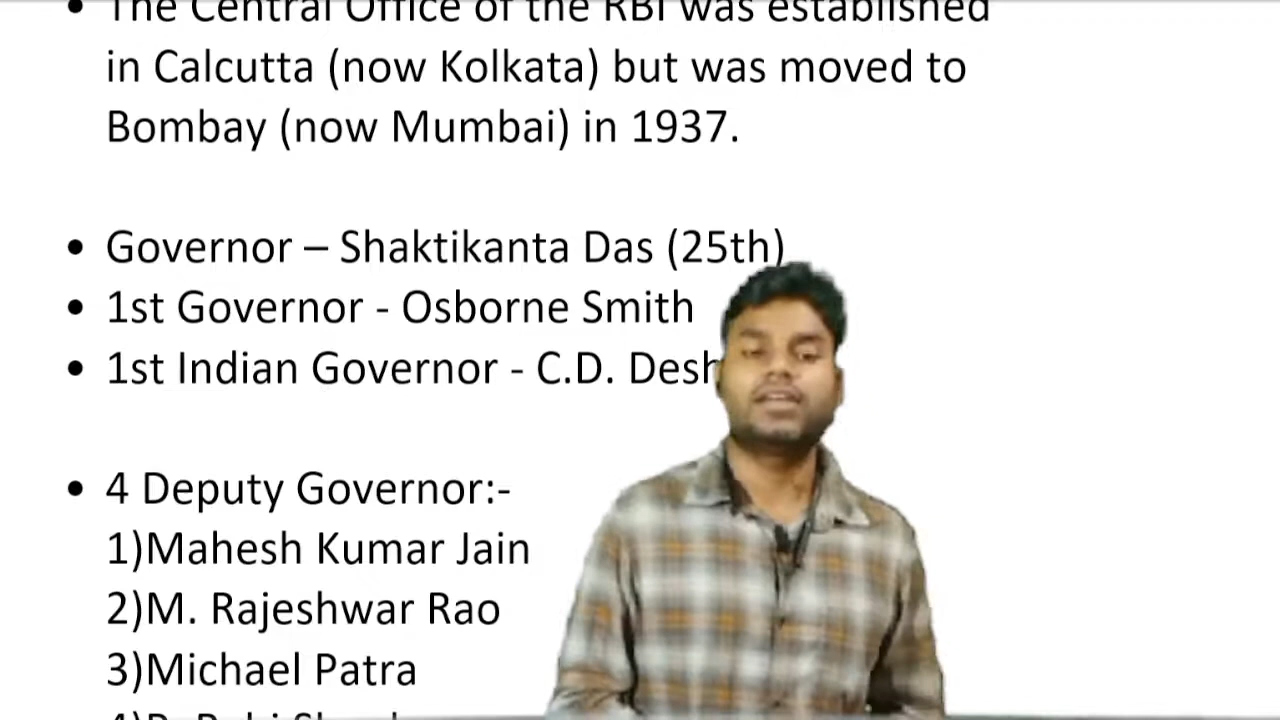 • The Central Office of the RBI was established
in Calcutta (now Kolkata) but was moved to
Bombay (now Mumbai) in 1937.
• Governor – Shaktikanta Das (25th)
• 1st Governor - Osborne Smith
• 1st Indian Governor - C.D. Desh
• 4 Deputy Governor:-
1)Mahesh Kumar Jain
2)M. Rajeshwar Rao
3)Michael Patra